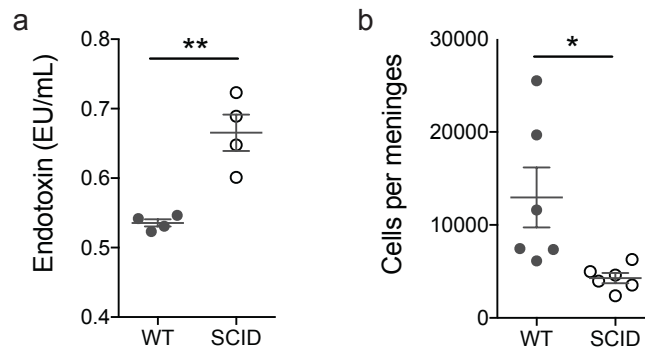 a
Endotoxin (EU/mL)
0.8
0.7
0.6
0.5
0.4
**
WT
SCID
b
Cells per meninges
30000
20000
10000
0
*
WT
SCID